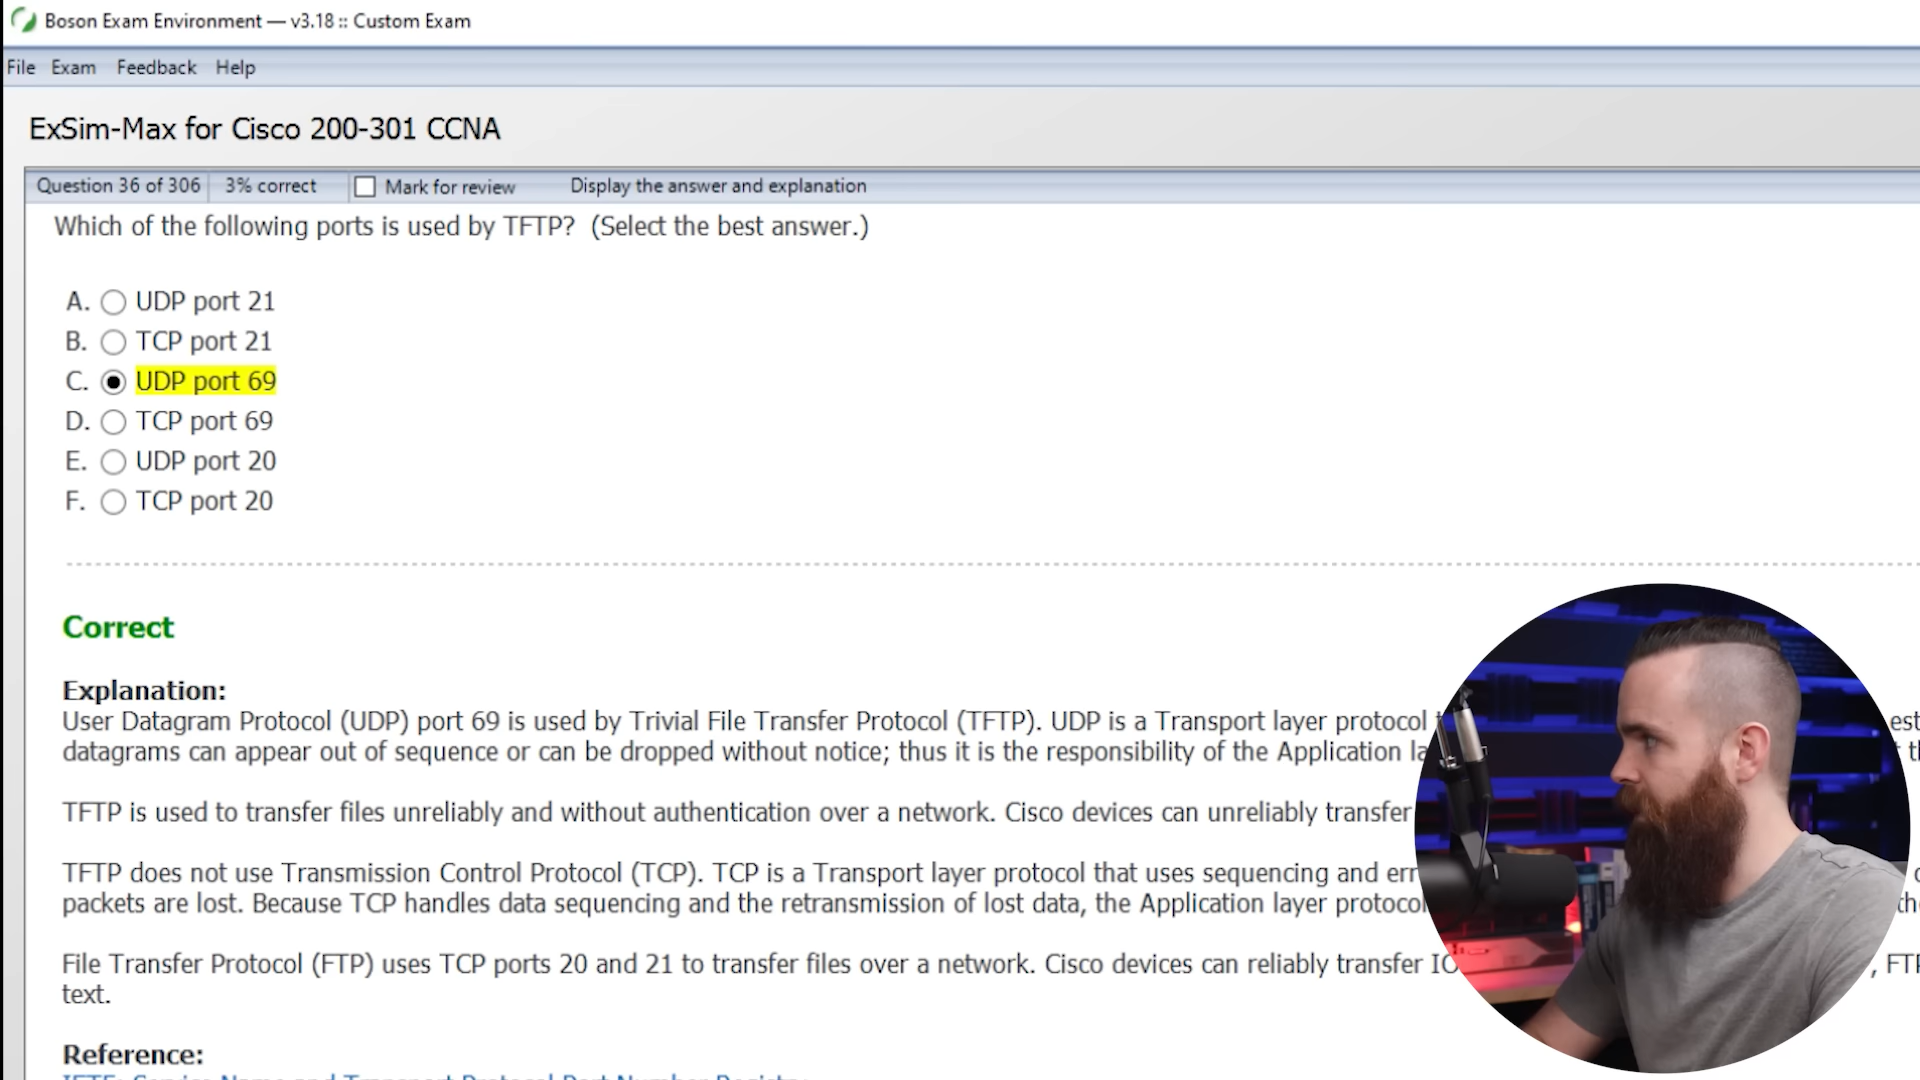 Boson Exam Environment — v3.18 :: Custom Exam
File Exam Feedback Help
ExSim-Max for Cisco 200-301 CCNA
Question 36 of 306 3% correct Mark for review Display the answer and explanation
Which of the following ports is used by TFTP? (Select the best answer.)
A. UDP port 21
B. TCP port 21
C. UDP port 69
D. TCP port 69
E. UDP port 20
F. TCP port 20
Correct
Explanation:
User Datagram Protocol (UDP) port 69 is used by Trivial File Transfer Protocol (TFTP). UDP is a Transport layer protocol
datagrams can appear out of sequence or can be dropped without notice; thus it is the responsibility of the Application
TFTP is used to transfer files unreliably and without authentication over a network. Cisco devices can unreliably transfer
TFTP does not use Transmission Control Protocol (TCP). TCP is a Transport layer protocol that uses sequencing and
packets are lost. Because TCP handles data sequencing and the retransmission of lost data, the Application layer
File Transfer Protocol (FTP) uses TCP ports 20 and 21 to transfer files over a network. Cisco devices can reliably transfer
text.
Reference: